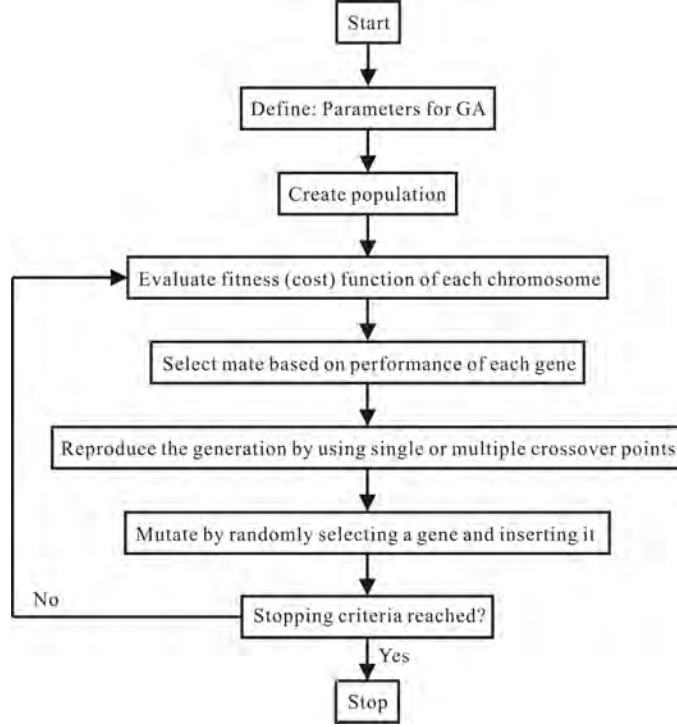 Start
Define: Parameters for GA
Create population
Evaluate fitness (cost) function of each chromosome
Select mate based on performance of each gene
Reproduce the generation by using single or multiple crossover points
Mutate by randomly selecting a gene and inserting it
No
Stopping criteria reached?
Yes
Stop